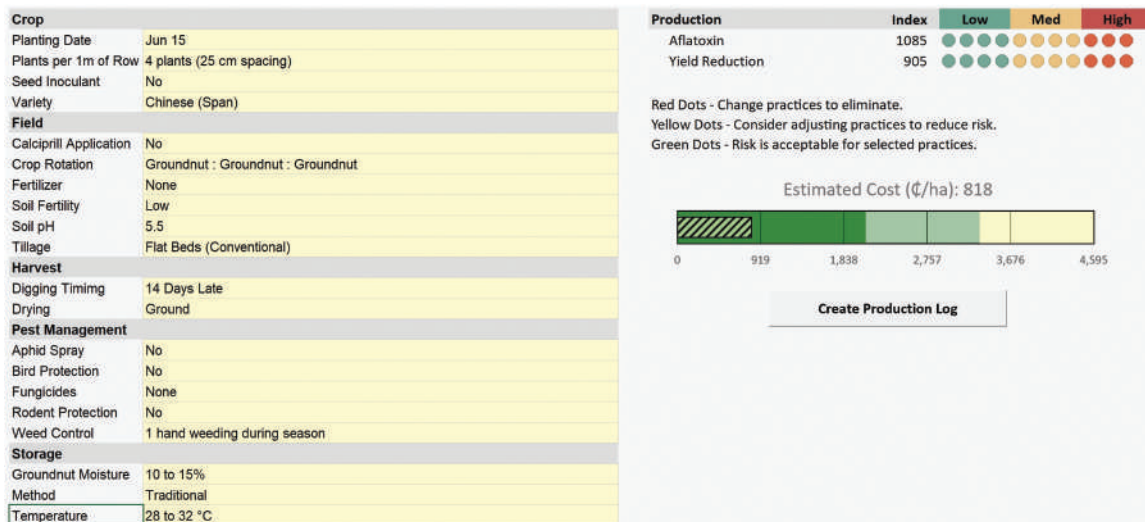 Crop
Planting Date Jun 15
Plants per 1m of Row 4 plants (25 cm spacing)
Seed Inoculant No
Variety Chinese (Span)
Field
Calciprill Application No
Crop Rotation Groundnut : Groundnut : Groundnut
Fertilizer None
Soil Fertility Low
Soil pH 5.5
Tillage Flat Beds (Conventional)
Harvest
Digging Timimg 14 Days Late
Drying Ground
Pest Management
Aphid Spray No
Bird Protection No
Fungicides None
Rodent Protection No
Weed Control 1 hand weeding during season
Storage
Groundnut Moisture 10 to 15%
Method Traditional
Temperature 28 to 32 °C
Production Index Low Med High
Aflatoxin 1085
Yield Reduction 905
Red Dots - Change practices to eliminate.
Yellow Dots - Consider adjusting practices to reduce risk.
Green Dots - Risk is acceptable for selected practices.
Estimated Cost (₵/ha): 818
0 919 1,838 2,757 3,676 4,595
Create Production Log